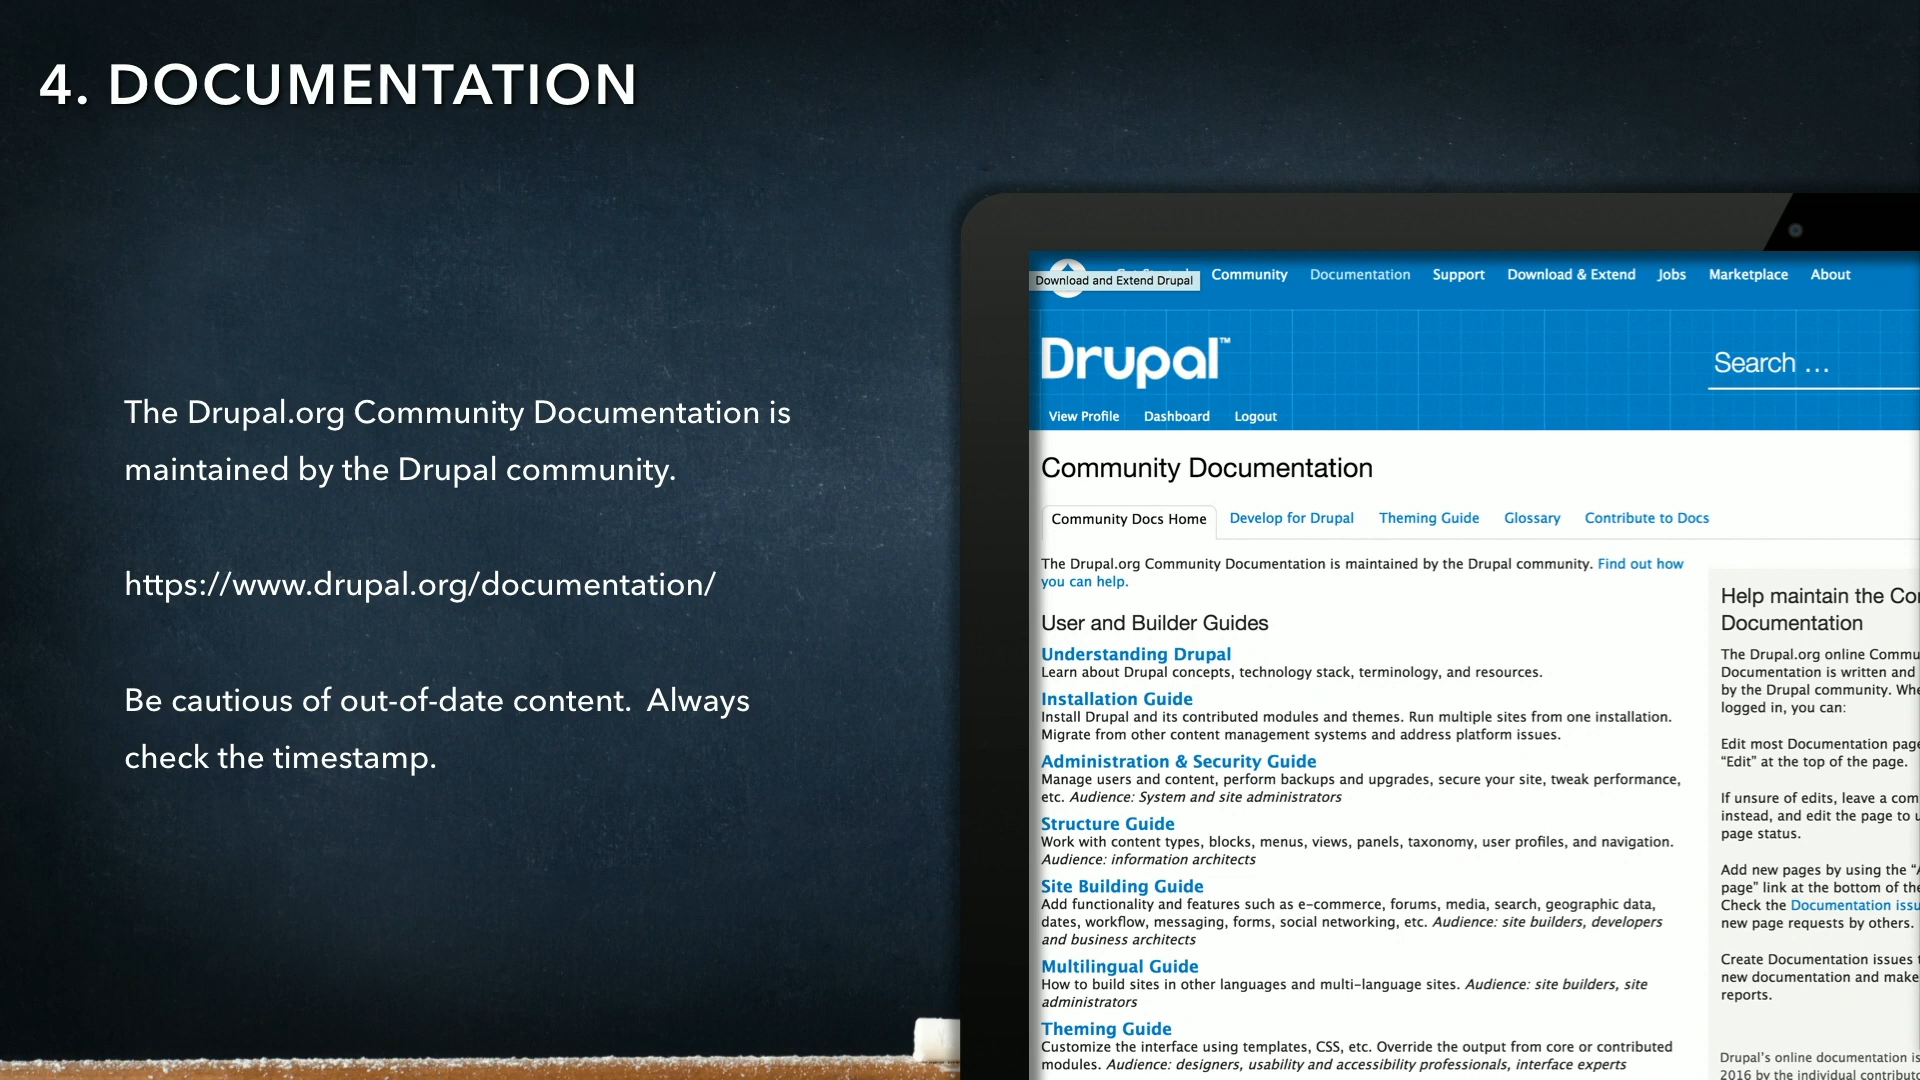 4. DOCUMENTATION
The Drupal.org Community Documentation is
maintained by the Drupal community.
https://www.drupal.org/documentation/
Be cautious of out-of-date content. Always
check the timestamp.
Download and Extend Drupal
Community Documentation Support Download & Extend Jobs Marketplace About
Drupal™
Search ...
View Profile Dashboard Logout
Community Documentation
Community Docs Home Develop for Drupal Theming Guide Glossary Contribute to Docs
The Drupal.org Community Documentation is maintained by the Drupal community. Find out how
you can help.
User and Builder Guides
Understanding Drupal
Learn about Drupal concepts, technology stack, terminology, and resources.
Installation Guide
Install Drupal and its contributed modules and themes. Run multiple sites from one installation.
Migrate from other content management systems and address platform issues.
Administration & Security Guide
Manage users and content, perform backups and upgrades, secure your site, tweak performance,
etc. Audience: System and site administrators
Structure Guide
Work with content types, blocks, menus, views, panels, taxonomy, user profiles, and navigation.
Audience: information architects
Site Building Guide
Add functionality and features such as e-commerce, forums, media, search, geographic data,
dates, workflow, messaging, forms, social networking, etc. Audience: site builders, developers
and business architects
Multilingual Guide
How to build sites in other languages and multi-language sites. Audience: site builders, site
administrators
Theming Guide
Customize the interface using templates, CSS, etc. Override the output from core or contributed
modules. Audience: designers, usability and accessibility professionals, interface experts
Help maintain the
Documentation
The Drupal.org online
Documentation is written and
by the Drupal community.
logged in, you can:
Edit most Documentation
"Edit" at the top of the page.
If unsure of edits, leave a
instead, and edit the page to
page status.
Add new pages by using the
page" link at the bottom of
Check the Documentation
new page requests by others.
Create Documentation issues
new documentation and make
reports.
Drupal's online documentation is
2016 by the individual